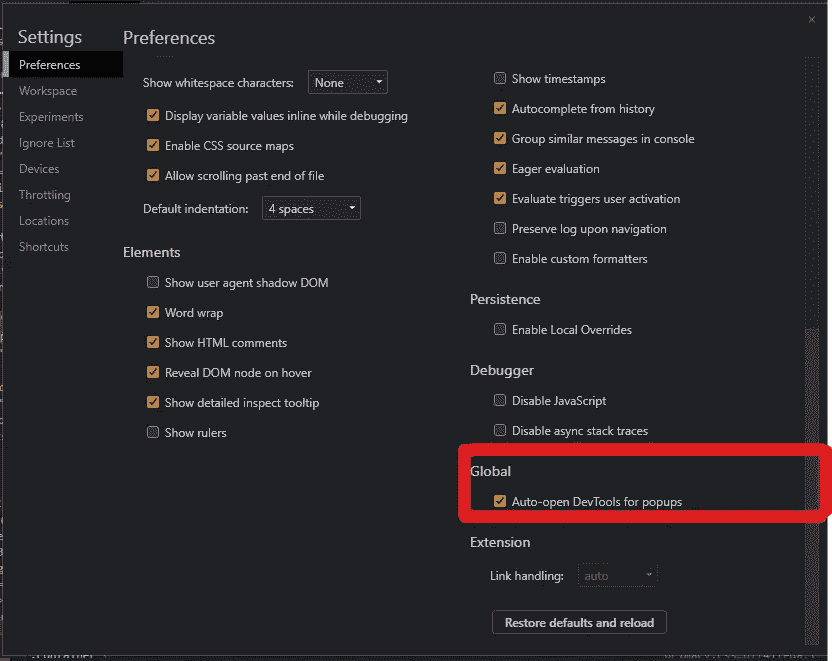 Settings
Preferences
Workspace
Experiments
Ignore List
Devices
Throttling
Locations
Shortcuts
Preferences
Show whitespace characters: None
Display variable values inline while debugging
Enable CSS source maps
Allow scrolling past end of file
Default indentation: 4 spaces
Elements
Show user agent shadow DOM
Word wrap
Show HTML comments
Reveal DOM node on hover
Show detailed inspect tooltip
Show rulers
Show timestamps
Autocomplete from history
Group similar messages in console
Eager evaluation
Evaluate triggers user activation
Preserve log upon navigation
Enable custom formatters
Persistence
Enable Local Overrides
Debugger
Disable JavaScript
Disable async stack traces
Global
Auto-open DevTools for popups
Extension
Link handling: auto
Restore defaults and reload